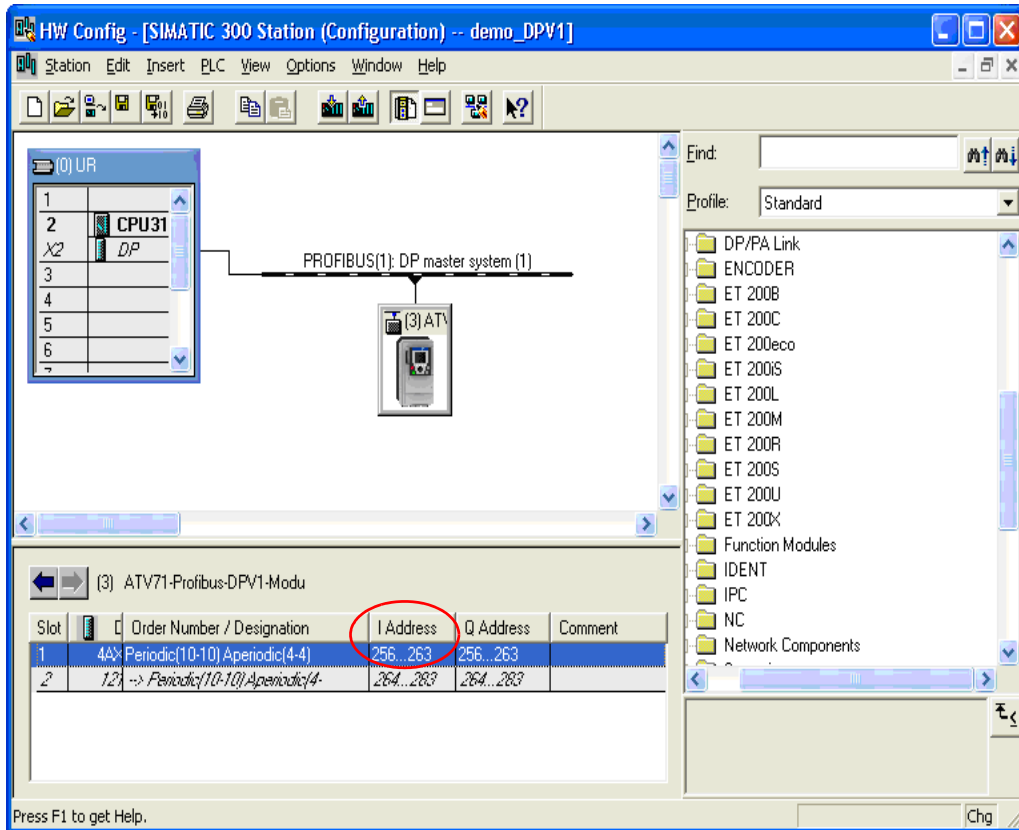 HW Config - [SIMATIC 300 Station (Configuration) -- demo_DPV1]
Station Edit Insert PLC View Options Window Help
(0) UR
1
2 CPU31
X2 DP
3
4
5
6
PROFIBUS(1): DP master system (1)
(3) ATV
Find:
Profile: Standard
DP/PA Link
ENCODER
ET 200B
ET 200C
ET 200eco
ET 200iS
ET 200L
ET 200M
ET 200R
ET 200S
ET 200U
ET 200X
Function Modules
IDENT
IPC
NC
Network Components
(3) ATV71-Profibus-DPV1-Modu
Slot D Order Number / Designation I Address Q Address Comment
1 4AX Periodic(10-10) Aperiodic(4-4) 256...263 256...263
2 12 --> Periodic(10-10) Aperiodic(4- 264...283 264...283
Press F1 to get Help.
Chg